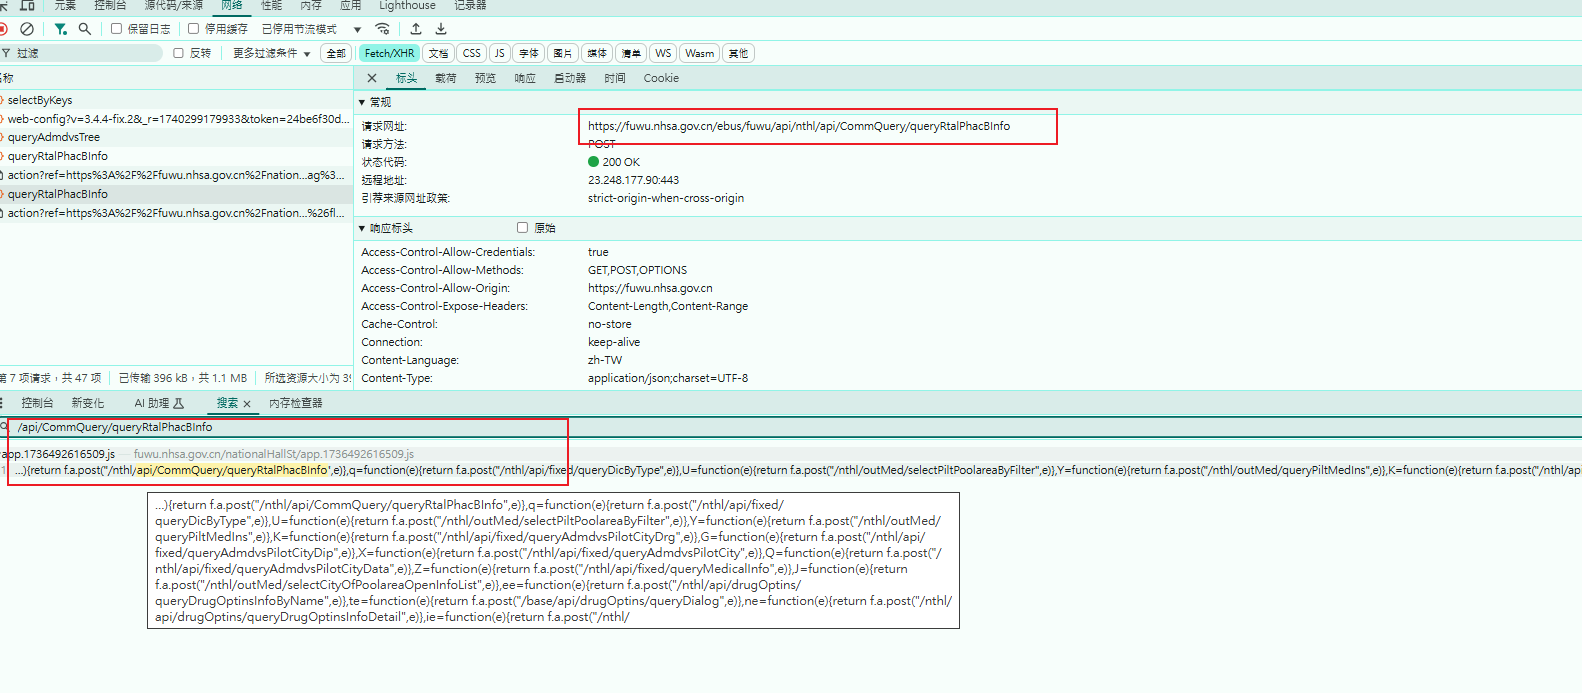 元素 控制台 源代码/来源 网络 性能 内存 应用 Lighthouse 记录器
保留日志 停用缓存 已停用节流模式
过滤 反转 更多过滤条件 全部 Fetch/XHR 文档 CSS JS 字体 图片 媒体 清单 WS Wasm 其他
名称 标头 载荷 预览 响应 启动器 时间 Cookie
selectByKeys
web-config?v=3.4.4-fix.2&_r=1740299179933&token=24be6f30d...
queryAdmdvsTree
queryRtalPhacBInfo
action?ref=https%3A%2F%2Ffuwu.nhsa.gov.cn%2Fnation...ag%3...
queryRtalPhacBInfo
action?ref=https%3A%2F%2Ffuwu.nhsa.gov.cn%2Fnation...%26fl...
第 7 项请求，共 47 项 已传输 396 kB，共 1.1 MB 所选资源大小为 39
常规
请求网址: https://fuwu.nhsa.gov.cn/ebus/fuwu/api/nthl/api/CommQuery/queryRtalPhacBInfo
请求方法: POST
状态代码: 200 OK
远程地址: 23.248.177.90:443
引荐来源网址政策: strict-origin-when-cross-origin
响应标头 原始
Access-Control-Allow-Credentials: true
Access-Control-Allow-Methods: GET,POST,OPTIONS
Access-Control-Allow-Origin: https://fuwu.nhsa.gov.cn
Access-Control-Expose-Headers: Content-Length,Content-Range
Cache-Control: no-store
Connection: keep-alive
Content-Language: zh-TW
Content-Type: application/json;charset=UTF-8
控制台 新变化 AI 助理 搜索 内存检查器
/api/CommQuery/queryRtalPhacBInfo
app.1736492616509.js — fuwu.nhsa.gov.cn/nationalHallSt/app.1736492616509.js
1 ...){return f.a.post("/nthl/api/CommQuery/queryRtalPhacBInfo",e)},q=function(e){return f.a.post("/nthl/api/fixed/queryDicByType",e)},U=function(e){return f.a.post("/nthl/outMed/selectPiltPoolareaByFilter",e)},Y=function(e){return f.a.post("/nthl/outMed/queryPiltMedIns",e)},K=function(e){return f.a.post("/nthl/api
...){return f.a.post("/nthl/api/CommQuery/queryRtalPhacBInfo",e)},q=function(e){return f.a.post("/nthl/api/fixed/
queryDicByType",e)},U=function(e){return f.a.post("/nthl/outMed/selectPiltPoolareaByFilter",e)},Y=function(e){return f.a.post("/nthl/outMed/
queryPiltMedIns",e)},K=function(e){return f.a.post("/nthl/api/fixed/queryAdmdvsPilotCityDrg",e)},G=function(e){return f.a.post("/nthl/api/
fixed/queryAdmdvsPilotCityDip",e)},X=function(e){return f.a.post("/nthl/api/fixed/queryAdmdvsPilotCity",e)},Q=function(e){return f.a.post("/
nthl/api/fixed/queryAdmdvsPilotCityData",e)},Z=function(e){return f.a.post("/nthl/api/fixed/queryMedicalInfo",e)},J=function(e){return
f.a.post("/nthl/outMed/selectCityOfPoolareaOpenInfoList",e)},ee=function(e){return f.a.post("/nthl/api/drugOptins/
queryDrugOptinsInfoByName",e)},te=function(e){return f.a.post("/base/api/drugOptins/queryDialog",e)},ne=function(e){return f.a.post("/nthl/
api/drugOptins/queryDrugOptinsInfoDetail",e)},ie=function(e){return f.a.post("/nthl/